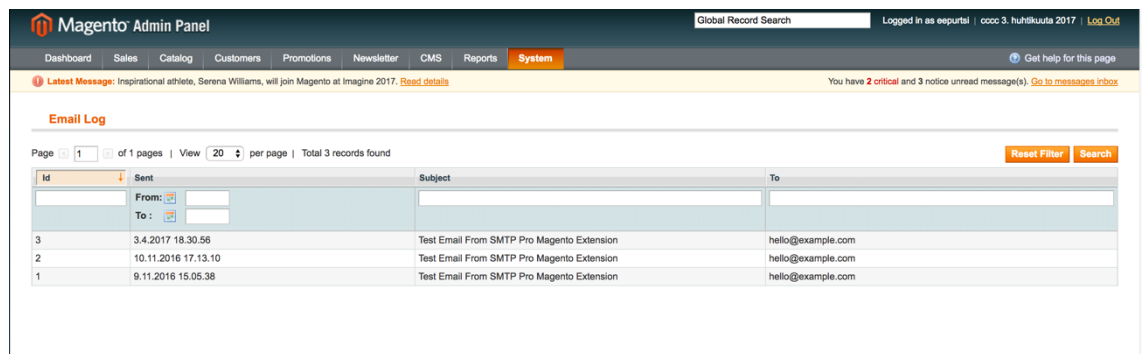 Magento Admin Panel
Global Record Search
Logged in as eepurtsi | cccc 3. huhtikuuta 2017 | Log Out
Dashboard Sales Catalog Customers Promotions Newsletter CMS Reports System
Get help for this page
Latest Message: Inspirational athlete, Serena Williams, will join Magento at Imagine 2017. Read details
You have 2 critical and 3 notice unread message(s). Go to messages inbox
Email Log
Page 1 of 1 pages | View 20 per page | Total 3 records found
Reset Filter Search
Id Sent Subject To
From:
To :
3 3.4.2017 18.30.56 Test Email From SMTP Pro Magento Extension hello@example.com
2 10.11.2016 17.13.10 Test Email From SMTP Pro Magento Extension hello@example.com
1 9.11.2016 15.05.38 Test Email From SMTP Pro Magento Extension hello@example.com